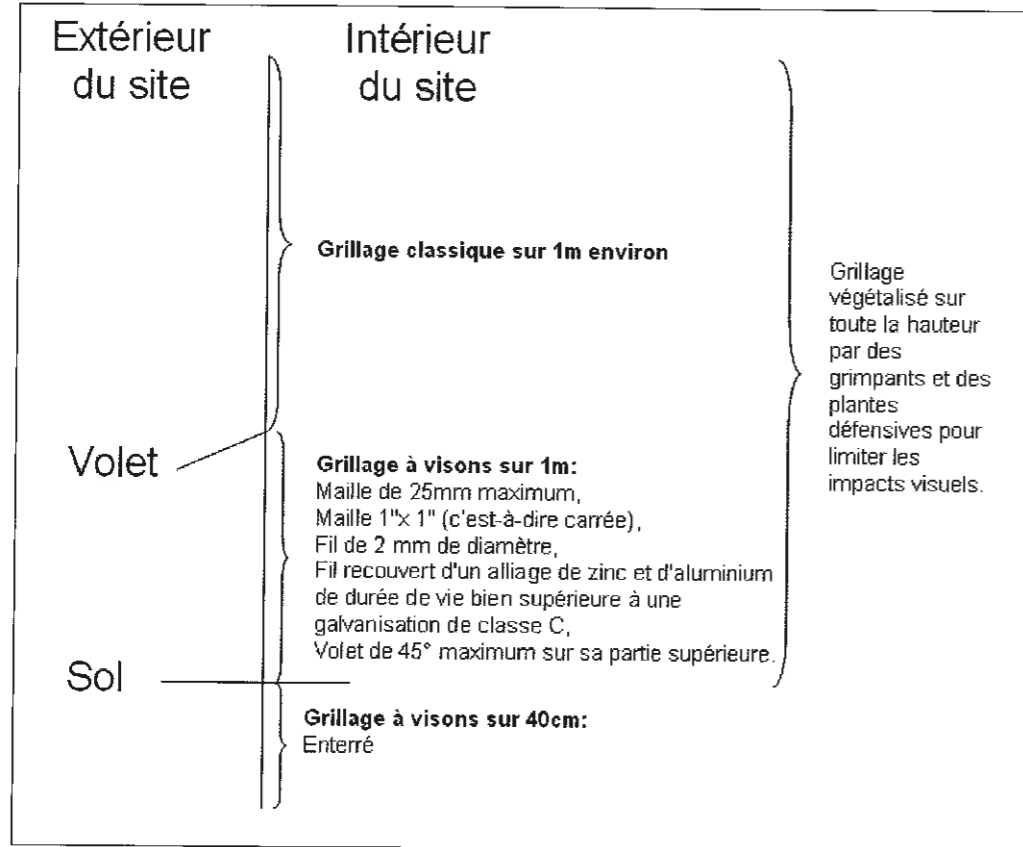 Extérieur
du site
Intérieur
du site
Grillage classique sur 1m environ
Grillage
végétalisé sur
toute la hauteur
par des
grimpants et des
plantes
défensives pour
limiter les
impacts visuels.
Volet
Grillage à visons sur 1m:
Maille de 25mm maximum,
Maille 1"x 1" (c'est-à-dire carrée),
Fil de 2 mm de diamètre,
Fil recouvert d'un alliage de zinc et d'aluminium
de durée de vie bien supérieure à une
galvanisation de classe C,
Volet de 45° maximum sur sa partie supérieure.
Sol
Grillage à visons sur 40cm:
Enterré